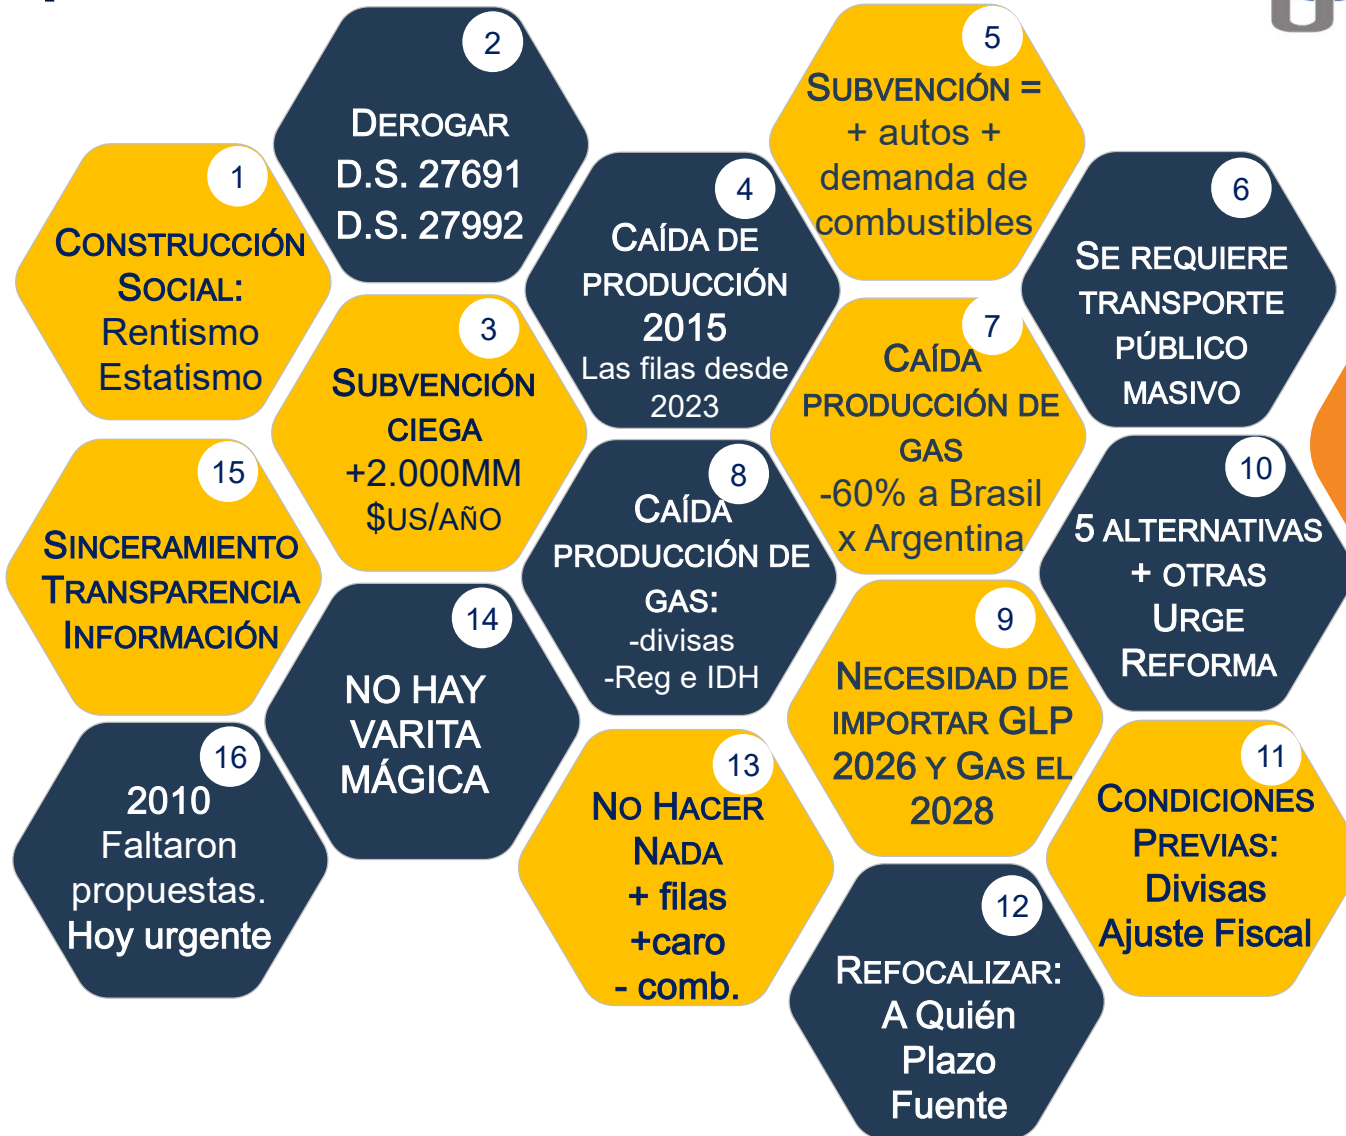 1
CONSTRUCCIÓN
SOCIAL:
Rentismo
Estatismo
2
DEROGAR
D.S. 27691
D.S. 27992
3
SUBVENCIÓN
CIEGA
+2.000MM
$US/AÑO
4
CAÍDA DE
PRODUCCIÓN
2015
Las filas desde
2023
5
SUBVENCIÓN =
+ autos +
demanda de
combustibles
6
SE REQUIERE
TRANSPORTE
PÚBLICO
MASIVO
7
CAÍDA
PRODUCCIÓN DE
GAS
-60% a Brasil
x Argentina
8
CAÍDA
PRODUCCIÓN DE
GAS:
-divisas
-Reg e IDH
9
NECESIDAD DE
IMPORTAR GLP
2026 Y GAS EL
2028
10
5 ALTERNATIVAS
+ OTRAS
URGE
REFORMA
11
CONDICIONES
PREVIAS:
Divisas
Ajuste Fiscal
12
REFOCALIZAR:
A Quién
Plazo
Fuente
13
NO HACER
NADA
+ filas
+caro
- comb.
14
NO HAY
VARITA
MÁGICA
15
SINCERAMIENTO
TRANSPARENCIA
INFORMACIÓN
16
2010
Faltaron
propuestas.
Hoy urgente